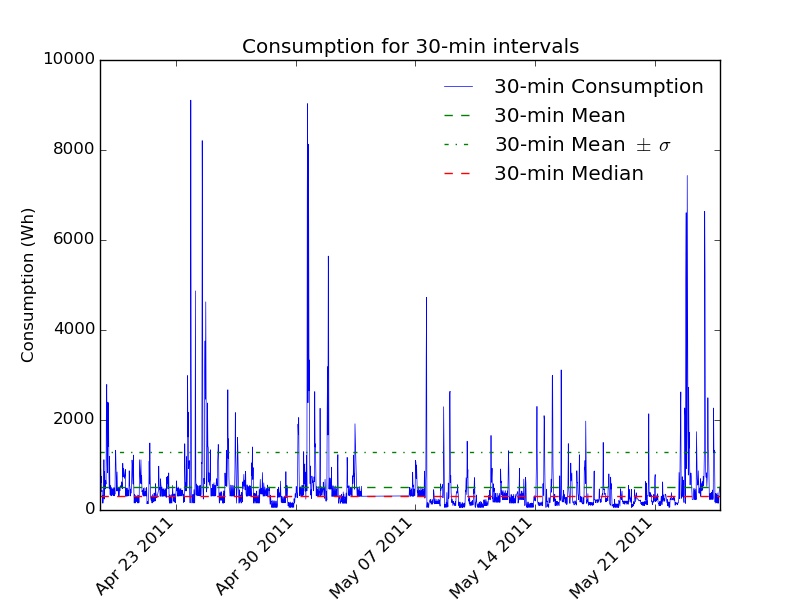 Consumption for 30-min intervals
10000
8000
6000
4000
2000
0
Consumption (Wh)
30-min Consumption
30-min Mean
30-min Mean ± σ
30-min Median
Apr 23 2011
Apr 30 2011
May 07 2011
May 14 2011
May 21 2011